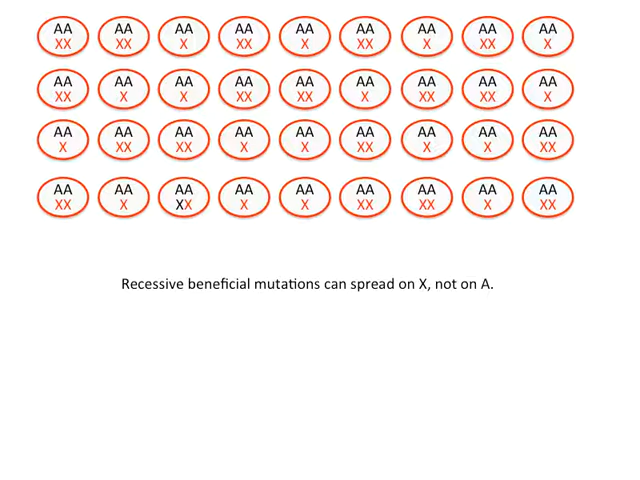 AA AA AA AA AA AA AA AA AA
XX XX X XX X XX X XX X
AA AA AA AA AA AA AA AA AA
XX X XX XX XX X XX XX X
AA AA AA AA AA AA AA AA AA
X XX XX X X XX X X XX
AA AA AA AA AA AA AA AA AA
XX X XX X X XX XX X XX
Recessive beneficial mutations can spread on X, not on A.